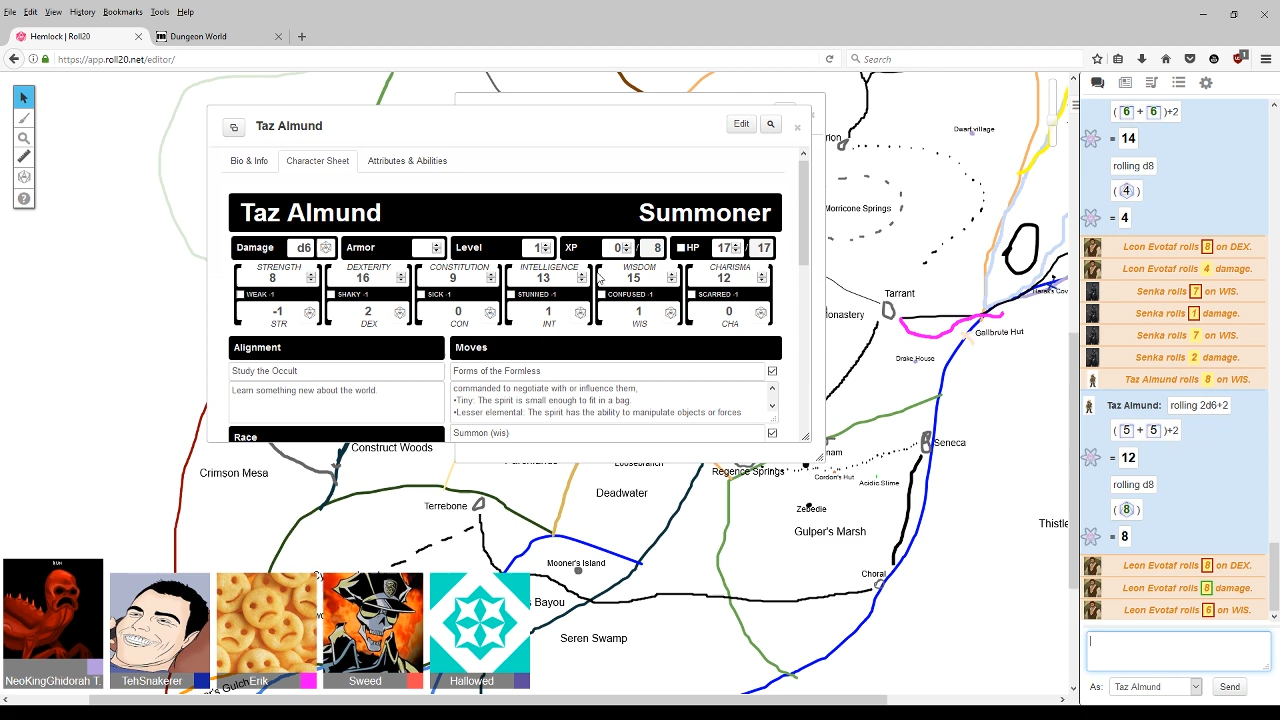 File Edit View History Bookmarks Tools Help
Hemlock | Roll20
Dungeon World
https://app.roll20.net/editor/
Search
Taz Almund
Edit
Bio & Info
Character Sheet
Attributes & Abilities
Taz Almund
Summoner
Damage d6
Armor
Level 1
XP 0 / 8
HP 17 / 17
STRENGTH DEXTERITY CONSTITUTION INTELLIGENCE WISDOM CHARISMA
8 16 9 13 15 12
WEAK -1 SHAKY -1 SICK -1 STUNNED -1 CONFUSED -1 SCARRED -1
-1 2 0 1 1 0
STR DEX CON INT WIS CHA
Alignment
Moves
Study the Occult
Forms of the Formless
Learn something new about the world.
commanded to negotiate with or influence them,
•Tiny: The spirit is small enough to fit in a bag.
•Lesser elemental: The spirit has the ability to manipulate objects or forces
Race
Summon (wis)
Dwarf village
Morricone Springs
Tarrant
Gallbrute Hut
Drake House
Seneca
Construct Woods
Crimson Mesa
Loosebranch
Regence Springs
Cordon's Hut
Acidic Slime
Deadwater
Terrebone
Zebedie
Gulper's Marsh
Mooner's Island
Choral
Bayou
Seren Swamp
NeoKingGhidorah T.
TehSnakerer
Erik
Sweed
Hallowed
( 6 + 6 )+2
= 14
rolling d8
( 4 )
= 4
Leon Evotaf rolls 8 on DEX.
Leon Evotaf rolls 4 damage.
Senka rolls 7 on WIS.
Senka rolls 1 damage.
Senka rolls 7 on WIS.
Senka rolls 2 damage.
Taz Almund rolls 8 on WIS.
Taz Almund: rolling 2d6+2
( 5 + 5 )+2
= 12
rolling d8
( 8 )
= 8
Leon Evotaf rolls 8 on DEX.
Leon Evotaf rolls 8 damage.
Leon Evotaf rolls 6 on WIS.
As: Taz Almund
Send